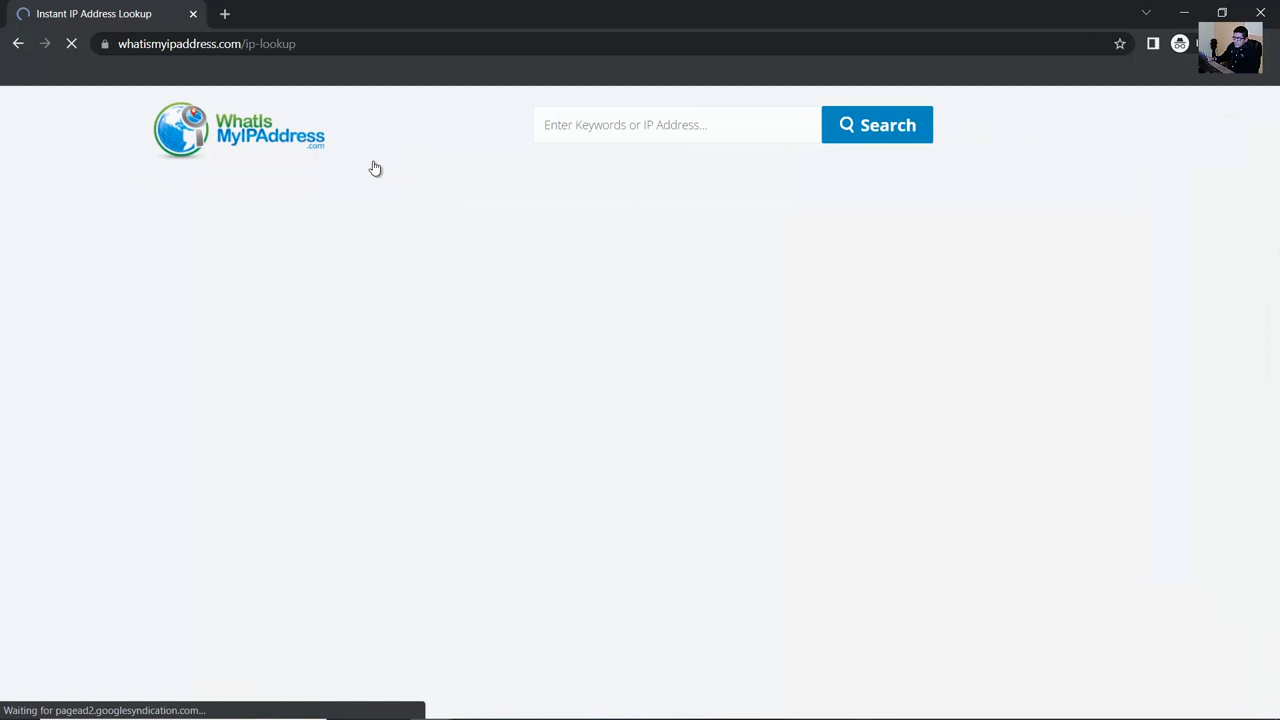 Instant IP Address Lookup
whatismyipaddress.com/ip-lookup
WhatIs
MyIPAddress
.com
Enter Keywords or IP Address...
Search
Waiting for pagead2.googlesyndication.com...